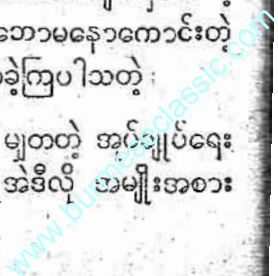 ဘောမနောကောင်းတဲ့
ခဲ့ကြပါသတဲ့
မျှတတဲ့ အုပ်ချုပ်ရေး
အဲဒီလို အမျိုးအစား
www.burmeseclassic.com